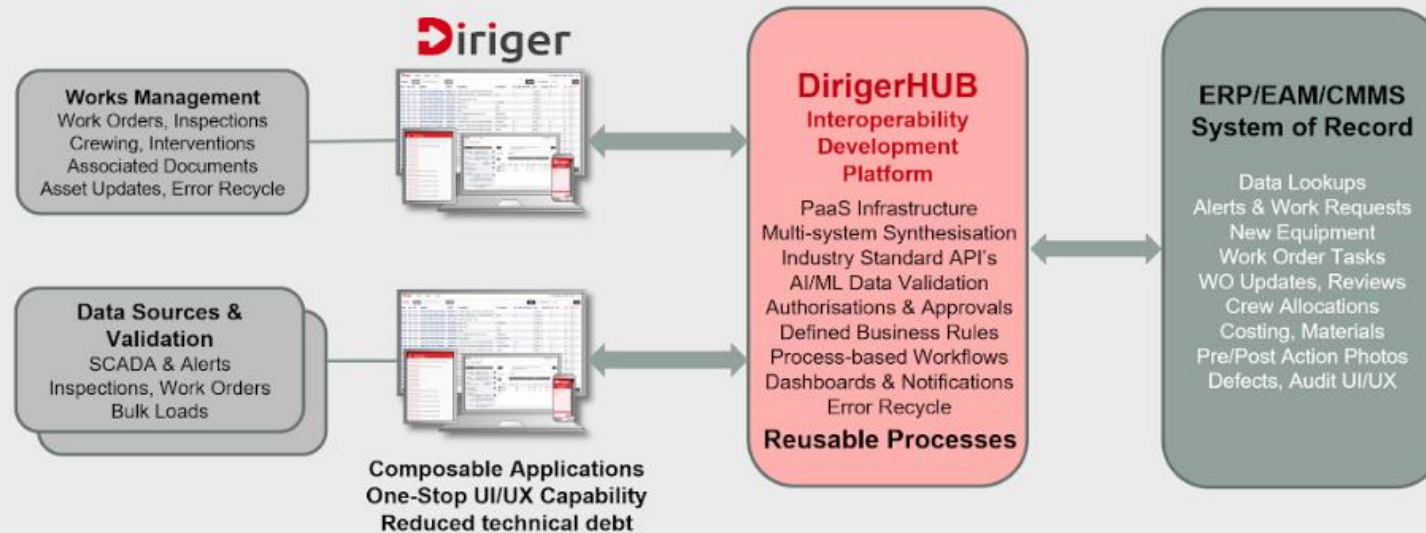 Diriger
Works Management
Work Orders, Inspections
Crewing, Interventions
Associated Documents
Asset Updates, Error Recycle
Data Sources &
Validation
SCADA & Alerts
Inspections, Work Orders
Bulk Loads
Composable Applications
One-Stop UI/UX Capability
Reduced technical debt
DirigerHUB
Interoperability
Development
Platform
PaaS Infrastructure
Multi-system Synthesisation
Industry Standard API's
AI/ML Data Validation
Authorisations & Approvals
Defined Business Rules
Process-based Workflows
Dashboards & Notifications
Error Recycle
Reusable Processes
ERP/EAM/CMMS
System of Record
Data Lookups
Alerts & Work Requests
New Equipment
Work Order Tasks
WO Updates, Reviews
Crew Allocations
Costing, Materials
Pre/Post Action Photos
Defects, Audit UI/UX